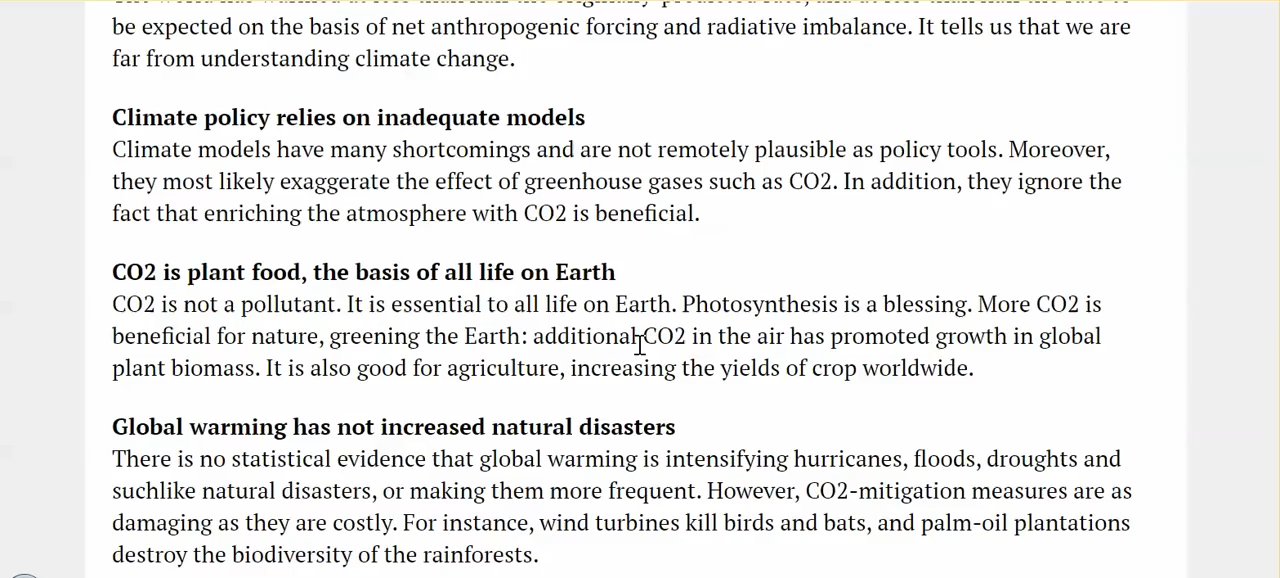 be expected on the basis of net anthropogenic forcing and radiative imbalance. It tells us that we are
far from understanding climate change.
Climate policy relies on inadequate models
Climate models have many shortcomings and are not remotely plausible as policy tools. Moreover,
they most likely exaggerate the effect of greenhouse gases such as CO2. In addition, they ignore the
fact that enriching the atmosphere with CO2 is beneficial.
CO2 is plant food, the basis of all life on Earth
CO2 is not a pollutant. It is essential to all life on Earth. Photosynthesis is a blessing. More CO2 is
beneficial for nature, greening the Earth: additional CO2 in the air has promoted growth in global
plant biomass. It is also good for agriculture, increasing the yields of crop worldwide.
Global warming has not increased natural disasters
There is no statistical evidence that global warming is intensifying hurricanes, floods, droughts and
suchlike natural disasters, or making them more frequent. However, CO2-mitigation measures are as
damaging as they are costly. For instance, wind turbines kill birds and bats, and palm-oil plantations
destroy the biodiversity of the rainforests.